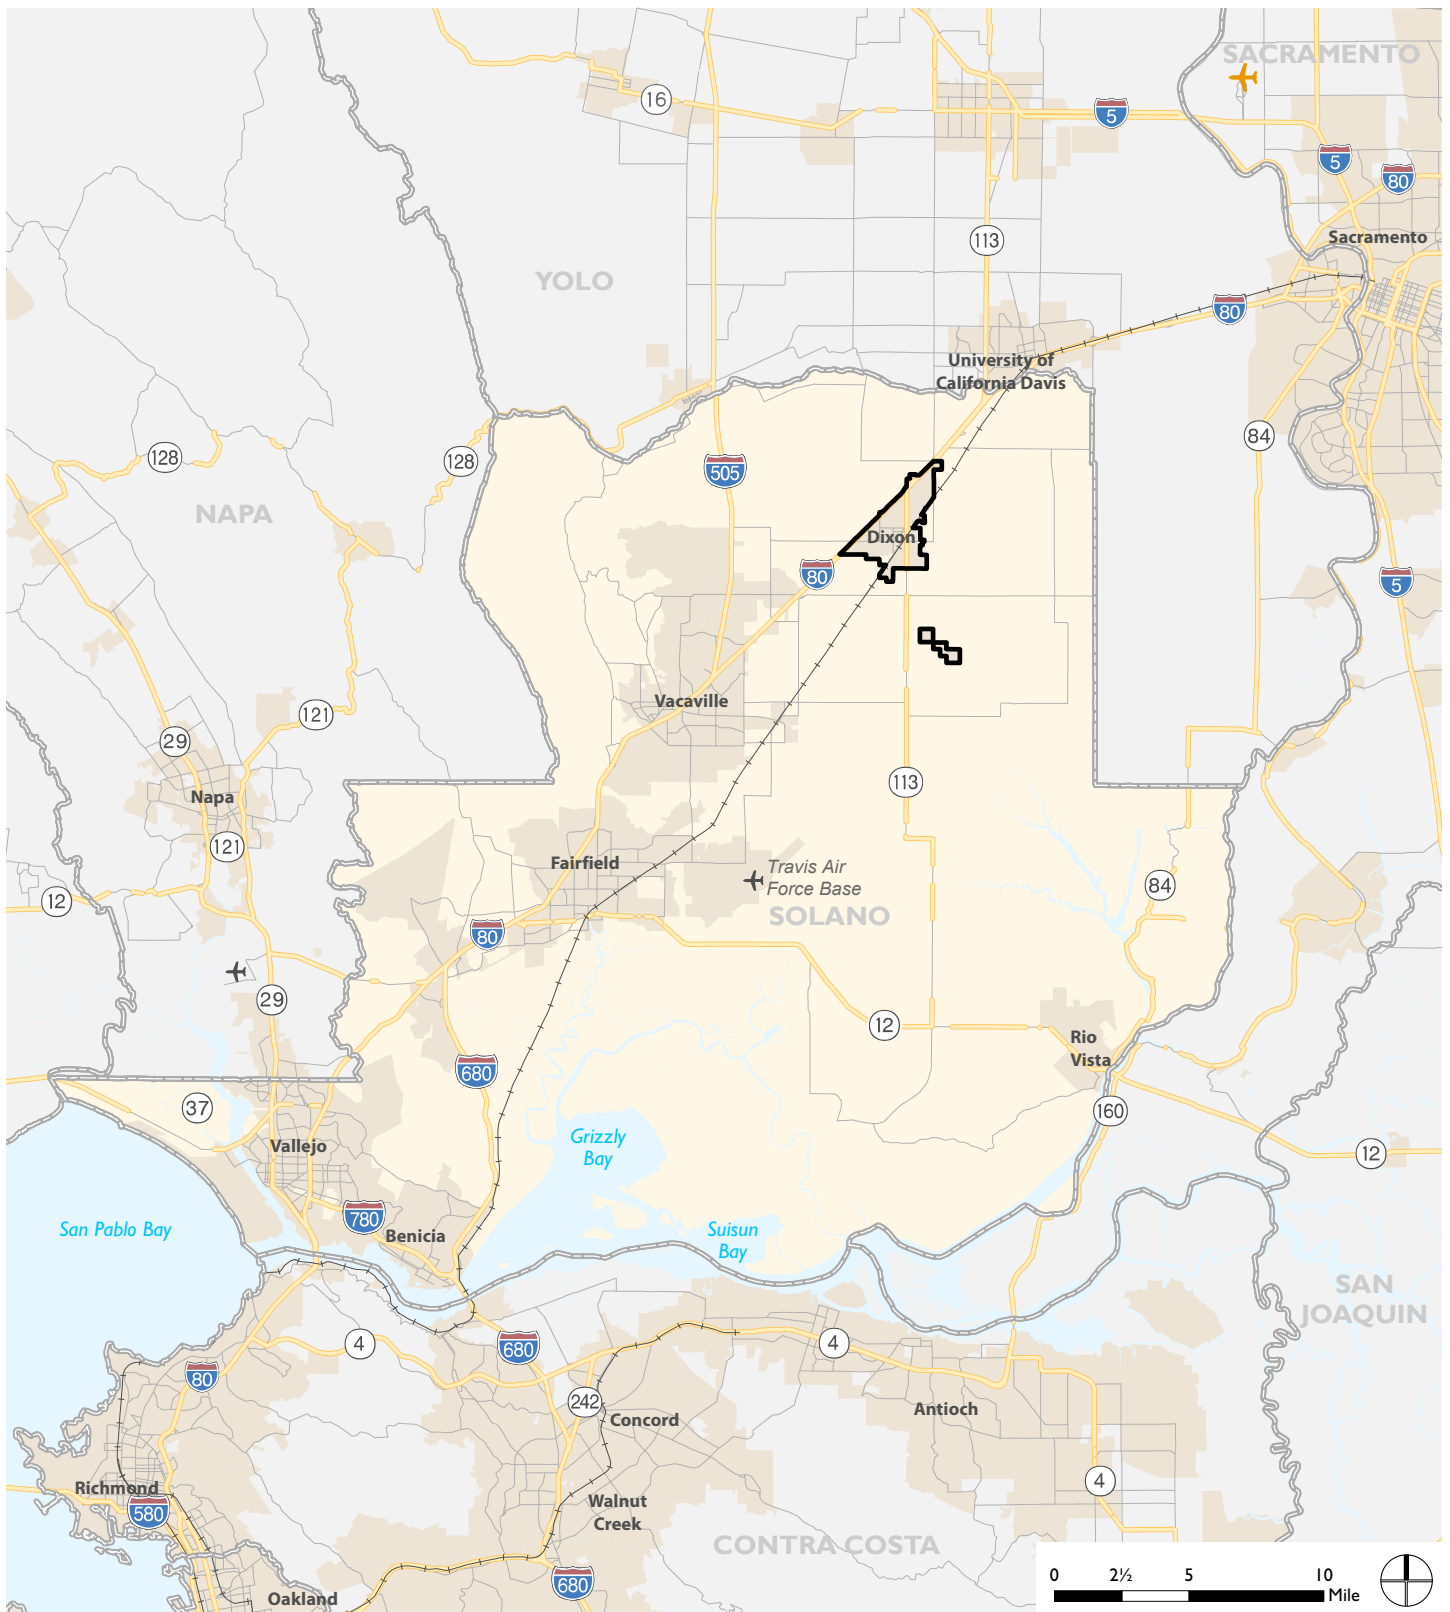 SACRAMENTO
16
5
5
80
Sacramento
113
YOLO
80
University of
California Davis
84
128
128
505
NAPA
Dixon
80
5
Vacaville
121
29
113
Napa
121
Fairfield
Travis Air
Force Base
84
12
SOLANO
80
29
12
Rio
Vista
680
37
160
Vallejo
Grizzly
Bay
12
780
San Pablo Bay
Benicia
Suisun
Bay
SAN
JOAQUIN
4
680
4
80
242
Concord
Antioch
4
Richmond
580
Walnut
Creek
CONTRA COSTA
680
Oakland
0 2½ 5 10
Mile